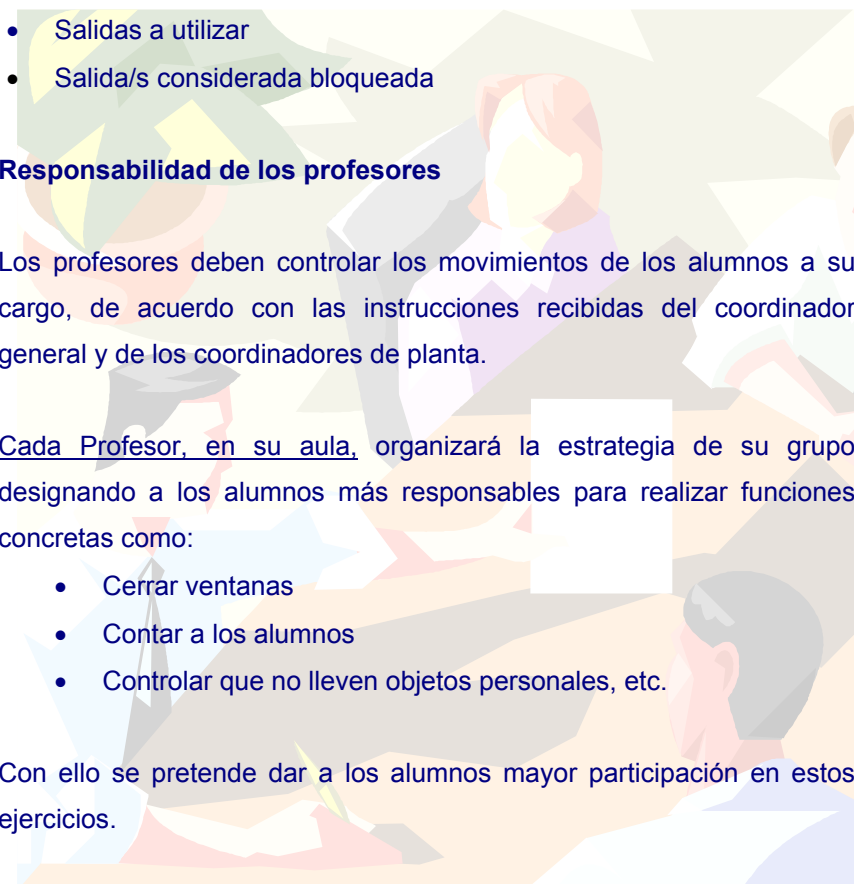 • Salidas a utilizar
• Salida/s considerada bloqueada
Responsabilidad de los profesores
Los profesores deben controlar los movimientos de los alumnos a su
cargo, de acuerdo con las instrucciones recibidas del coordinador
general y de los coordinadores de planta.
Cada Profesor, en su aula, organizará la estrategia de su grupo
designando a los alumnos más responsables para realizar funciones
concretas como:
• Cerrar ventanas
• Contar a los alumnos
• Controlar que no lleven objetos personales, etc.
Con ello se pretende dar a los alumnos mayor participación en estos
ejercicios.